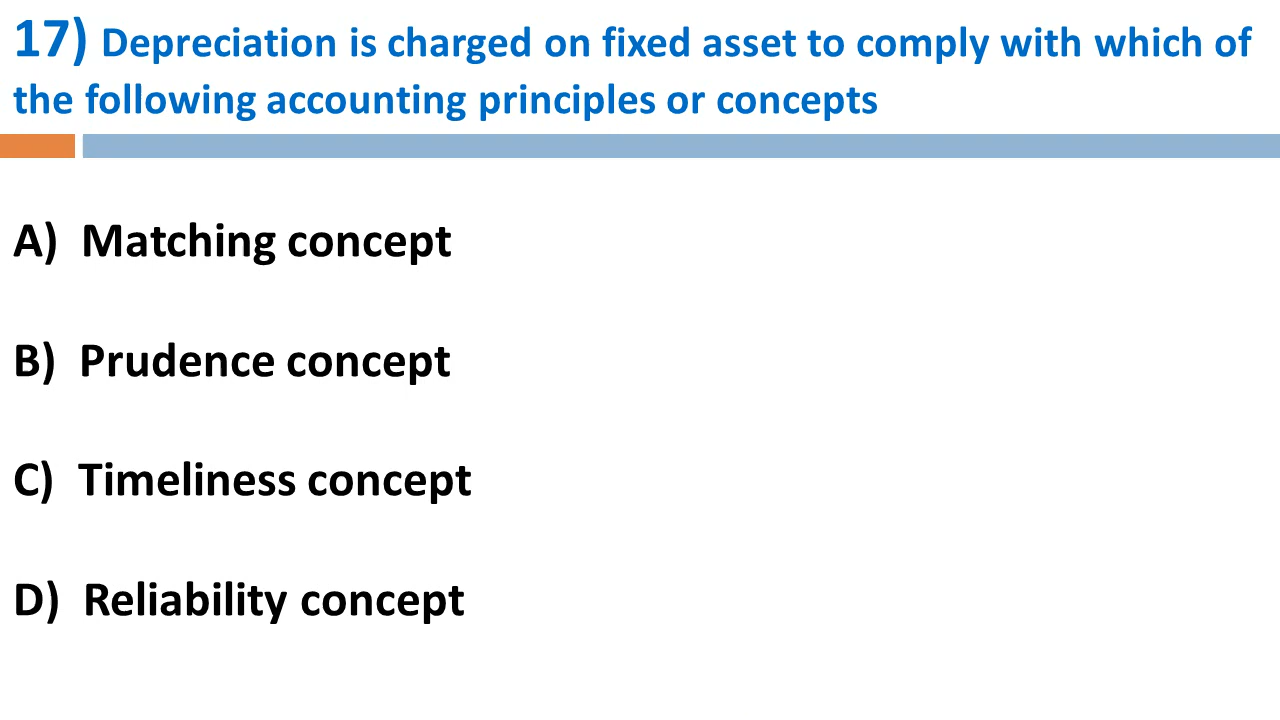 17) Depreciation is charged on fixed asset to comply with which of
the following accounting principles or concepts
A) Matching concept
B) Prudence concept
C) Timeliness concept
D) Reliability concept